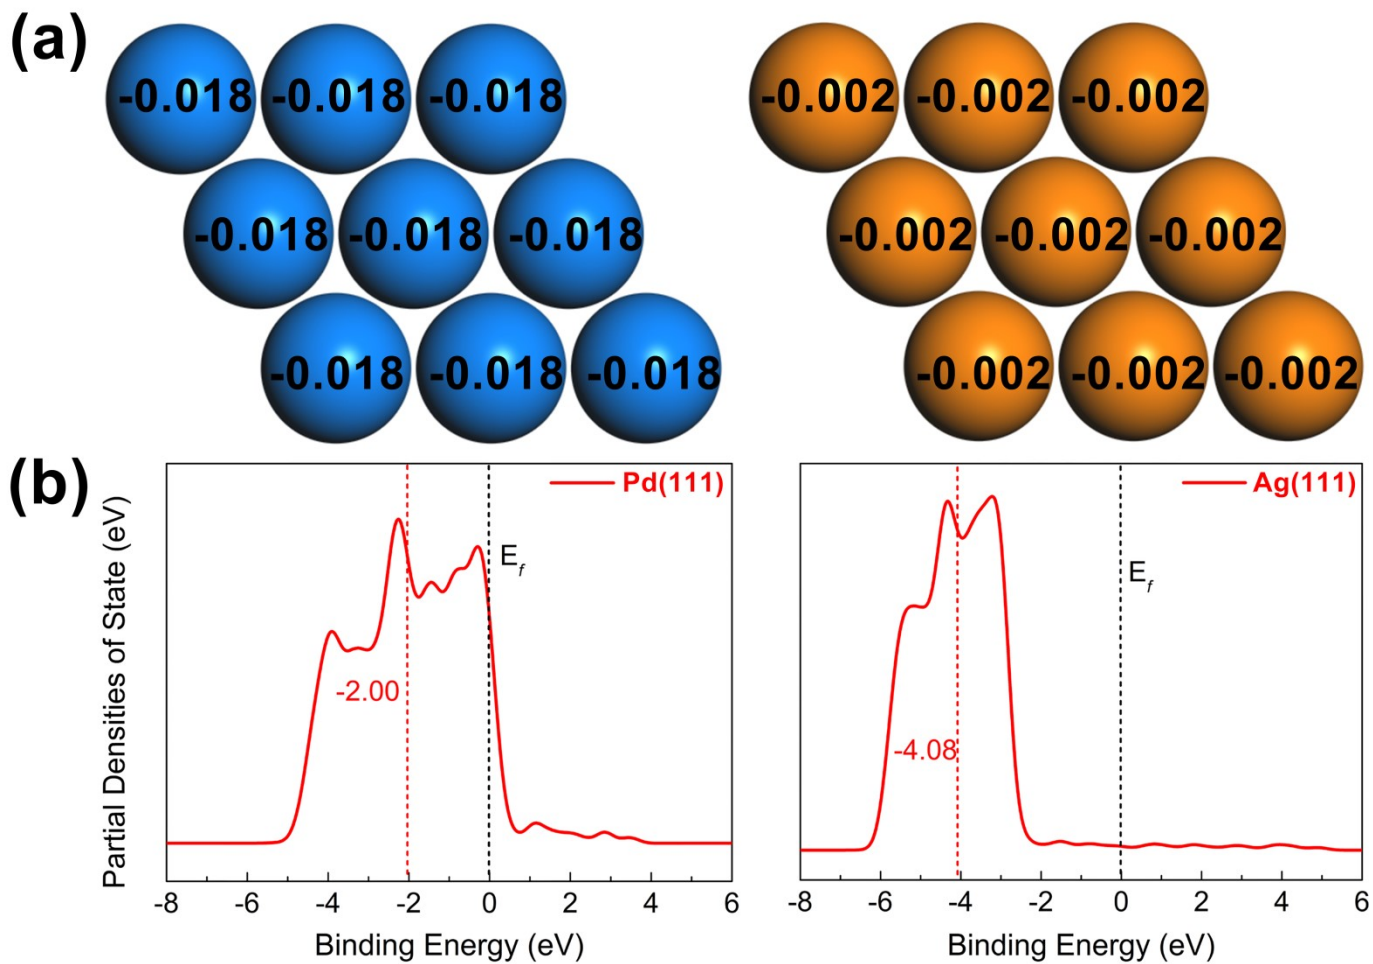 (a)
-0.018 -0.018 -0.018
-0.018 -0.018 -0.018
-0.018 -0.018 -0.018
-0.002 -0.002 -0.002
-0.002 -0.002 -0.002
-0.002 -0.002 -0.002
(b)
Partial Densities of State (eV)
Pd(111)
Ef
-2.00
-8 -6 -4 -2 0 2 4 6
Binding Energy (eV)
Ag(111)
Ef
-4.08
-8 -6 -4 -2 0 2 4 6
Binding Energy (eV)